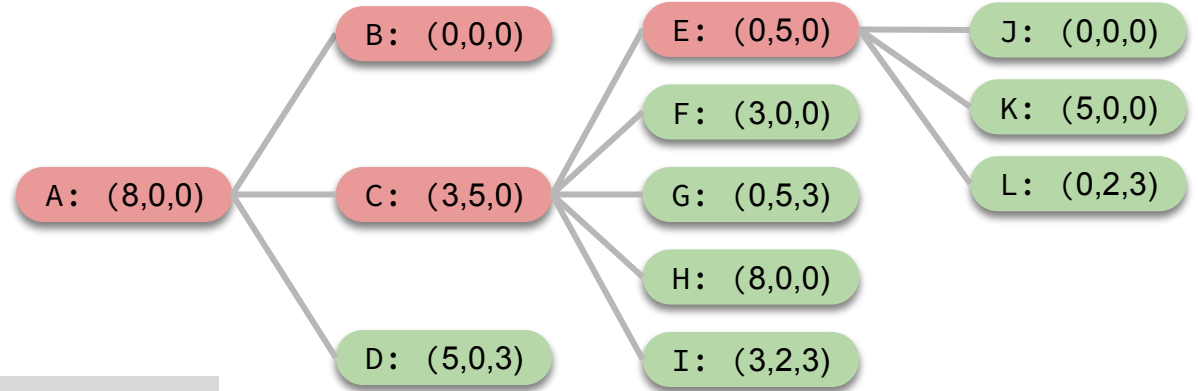 A: (8,0,0)
B: (0,0,0)
C: (3,5,0)
D: (5,0,3)
E: (0,5,0)
F: (3,0,0)
G: (0,5,3)
H: (8,0,0)
I: (3,2,3)
J: (0,0,0)
K: (5,0,0)
L: (0,2,3)